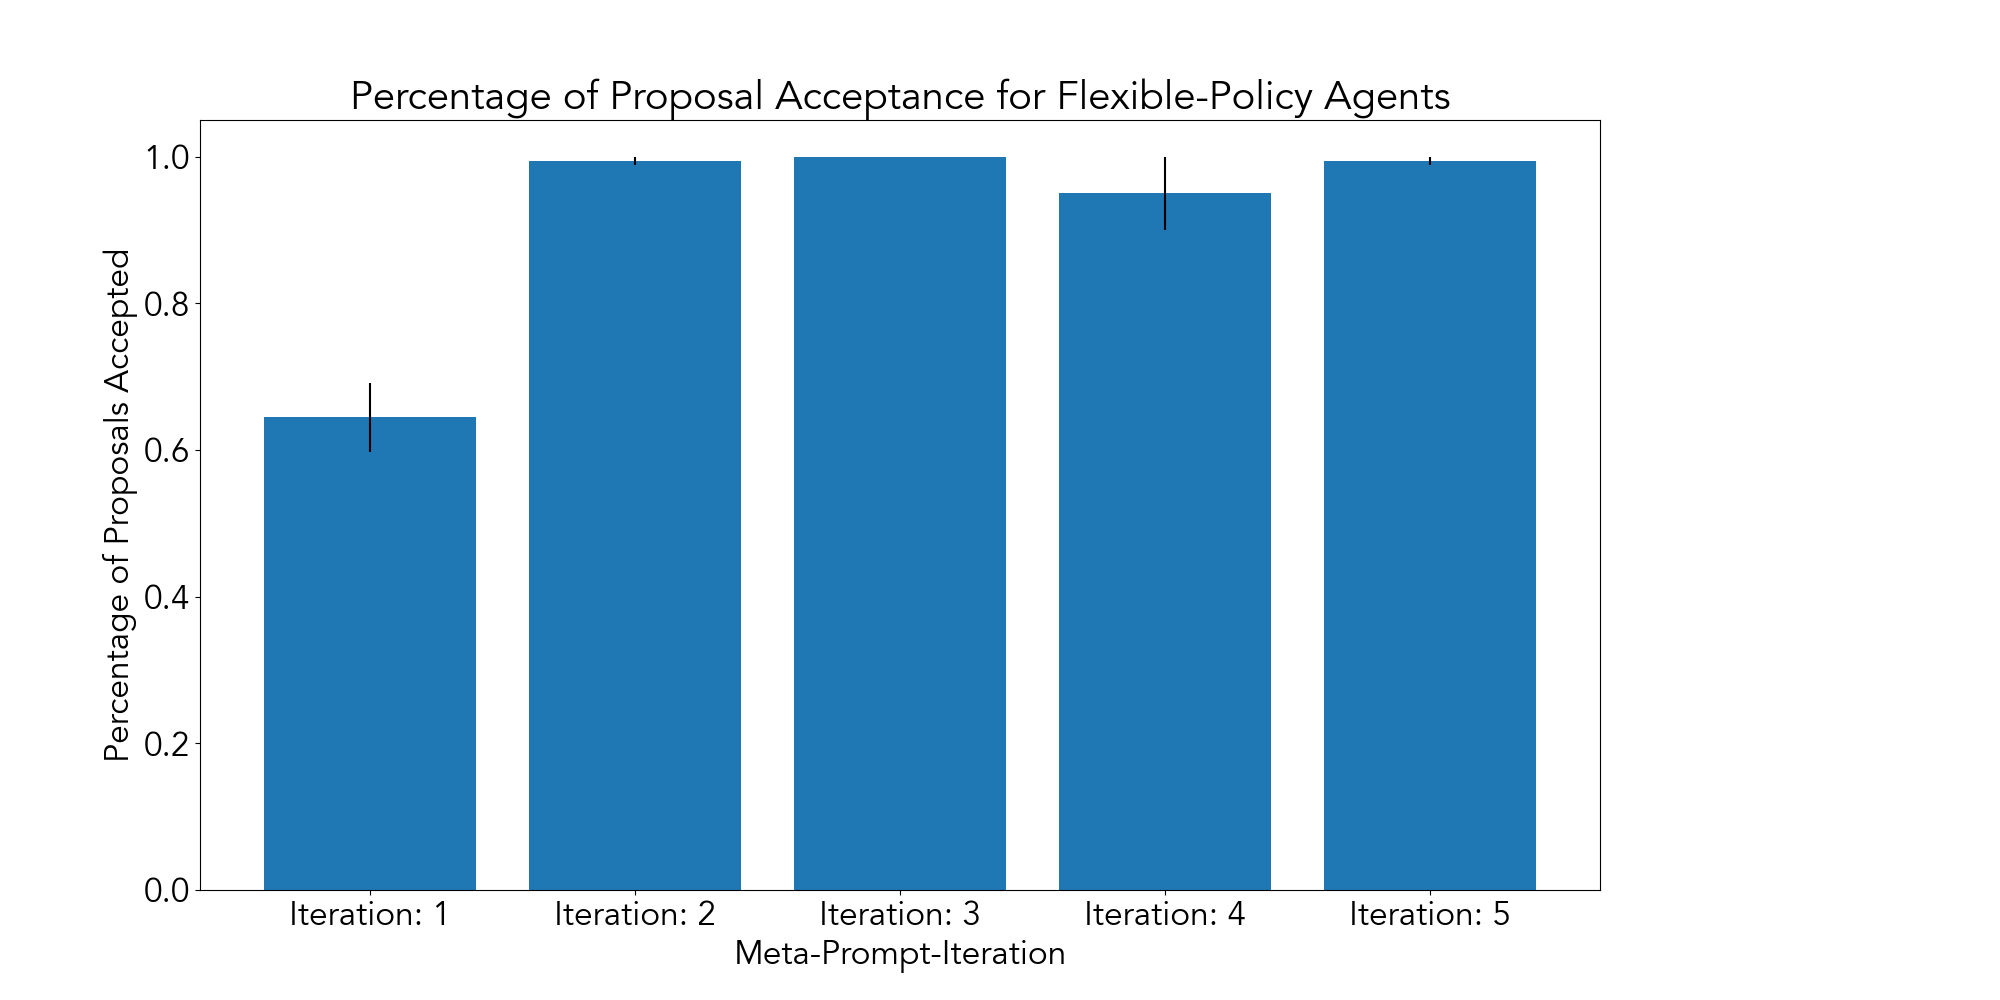 Percentage of Proposal Acceptance for Flexible-Policy Agents
Percentage of Proposals Accepted
1.0
0.8
0.6
0.4
0.2
0.0
Iteration: 1 Iteration: 2 Iteration: 3 Iteration: 4 Iteration: 5
Meta-Prompt-Iteration